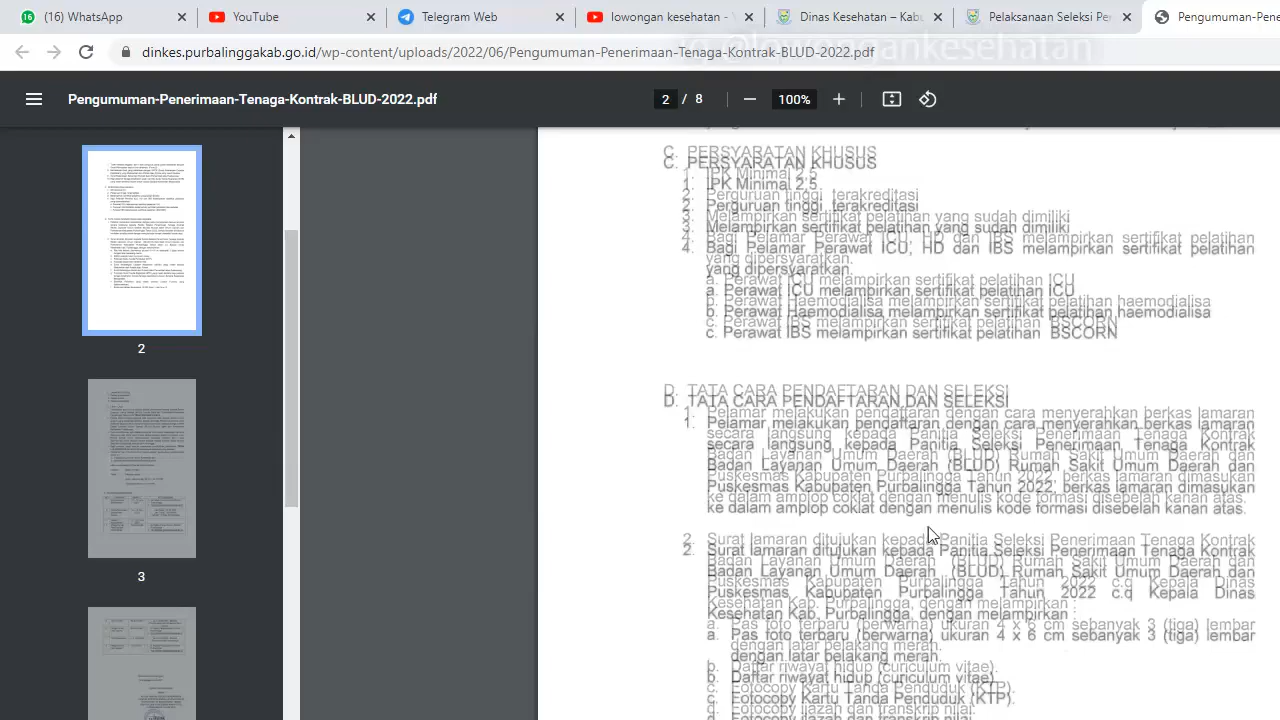 (16) WhatsApp
YouTube
Telegram Web
lowongan kesehatan
Dinas Kesehatan – Kab.
Pelaksanaan Seleksi Pe
Pengumuman-Pene
dinkes.purbalinggakab.go.id/wp-content/uploads/2022/06/Pengumuman-Penerimaan-Tenaga-Kontrak-BLUD-2022.pdf
Pengumuman-Penerimaan-Tenaga-Kontrak-BLUD-2022.pdf
2 / 8
100%
C. PERSYARATAN KHUSUS
1. IPK Minimal
2. Perguruan tinggi terakreditasi
3. Melampirkan sertifikat pelatihan yang sudah dimiliki
4. Bagi Pelamar Perawat ICU, HD dan IBS melampirkan sertifikat pelatihan
yang dipersyaratkan
a. Perawat ICU melampirkan sertifikat pelatihan ICU
b. Perawat Haemodialisa melampirkan sertifikat pelatihan haemodialisa
c. Perawat IBS melampirkan sertifikat pelatihan BSCORN
D. TATA CARA PENDAFTARAN DAN SELEKSI
1. Pelamar melakukan pendaftaran dengan cara menyerahkan berkas lamaran
secara langsung kepada Panitia Seleksi Penerimaan Tenaga Kontrak
Badan Layanan Umum Daerah (BLUD) Rumah Sakit Umum Daerah dan
Puskesmas Kabupaten Purbalingga Tahun 2022, berkas lamaran dimasukan
ke dalam amplop coklat dengan menulis kode formasi disebelah kanan atas.
2. Surat lamaran ditujukan kepada Panitia Seleksi Penerimaan Tenaga Kontrak
Badan Layanan Umum Daerah (BLUD) Rumah Sakit Umum Daerah dan
Puskesmas Kabupaten Purbalingga Tahun 2022 c.q Kepala Dinas
Kesehatan Kab. Purbalingga, dengan melampirkan :
a. Pas foto terbaru berwarna ukuran 4 x 6 cm sebanyak 3 (tiga) lembar
dengan latar belakang merah.
b. Daftar riwayat hidup (curiculum vitae).
c. Fotocopy Kartu Tanda Penduduk (KTP)
d. Fotocopy ijazah dan transkrip nilai
2
3